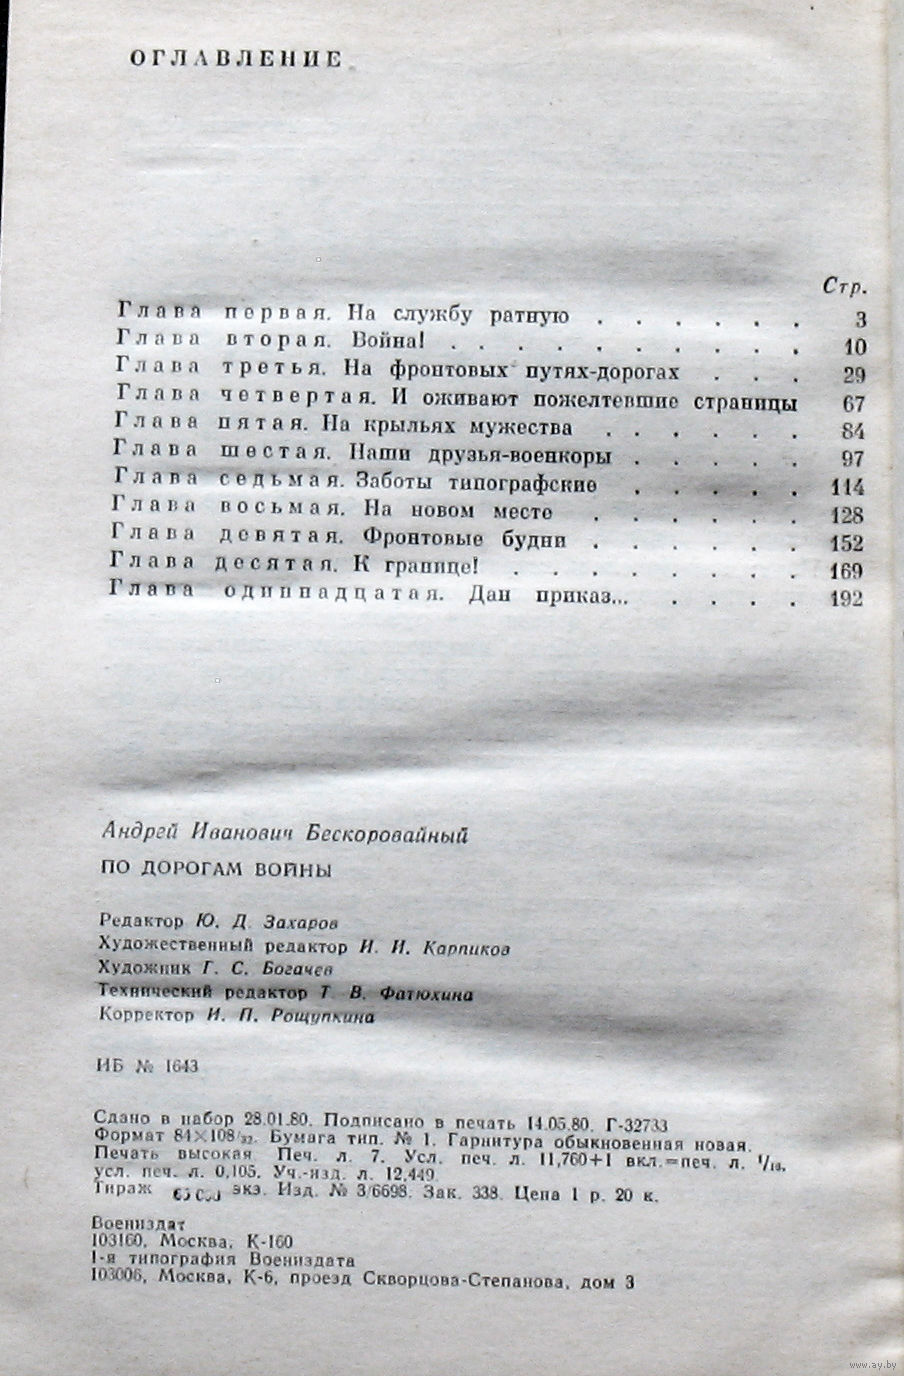 ОГЛАВЛЕНИЕ
Стр.
Глава первая. На службу ратную . . . . . . 3
Глава вторая. Война! . . . . . . . . . . 10
Глава третья. На фронтовых путях-дорогах . . . 29
Глава четвертая. И оживают пожелтевшие страницы 67
Глава пятая. На крыльях мужества . . . . . . 84
Глава шестая. Наши друзья-военкоры . . . . . 97
Глава седьмая. Заботы типографские . . . . . 114
Глава восьмая. На новом месте . . . . . . 128
Глава девятая. Фронтовые будни . . . . . . 152
Глава десятая. К границе! . . . . . . . . 169
Глава одиннадцатая. Дан приказ... . . . . 192
Андрей Иванович Бескоровайный
ПО ДОРОГАМ ВОЙНЫ
Редактор Ю. Д. Захаров
Художественный редактор И. И. Карпиков
Художник Г. С. Богачев
Технический редактор Т. В. Фатюхина
Корректор И. П. Рощупкина
ИБ № 1643
Сдано в набор 28.01.80. Подписано в печать 14.05.80. Г-32733
Формат 84×108/32. Бумага тип. № 1. Гарнитура обыкновенная новая.
Печать высокая. Печ. л. 7. Усл. печ. л. 11,760+1 вкл.=печ. л. 1/16,
усл. печ. л. 0,105. Уч.-изд. л. 12,449.
Тираж экз. Изд. № 3/6698. Зак. 338. Цена 1 р. 20 к.
Воениздат
103160, Москва, К-160
1-я типография Воениздата
103006, Москва, К-6, проезд Скворцова-Степанова, дом 3
www.ay.by